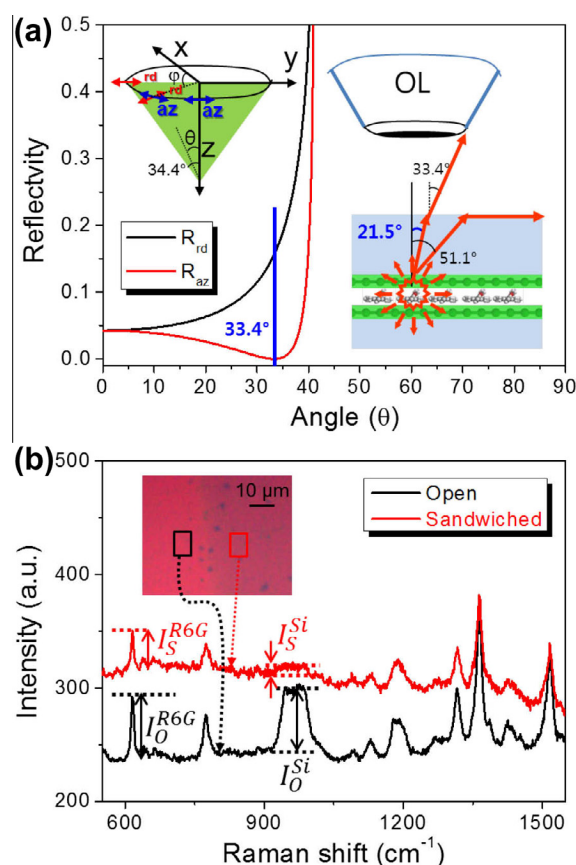 (a)
0.5
0.4
0.3
0.2
0.1
0.0
Reflectvity
x
y
Z
rd
φ
rd
az
az
θ
34.4°
OL
33.4°
21.5°
51.1°
R_rd
R_az
33.4°
0 10 20 30 40 50 60 70 80 90
Angle (θ)
(b)
500
400
300
200
Intensity (a.u.)
10 µm
Open
Sandwiched
I_S^{R6G}
I_S^{Si}
I_O^{R6G}
I_O^{Si}
600 900 1200 1500
Raman shift (cm⁻¹)